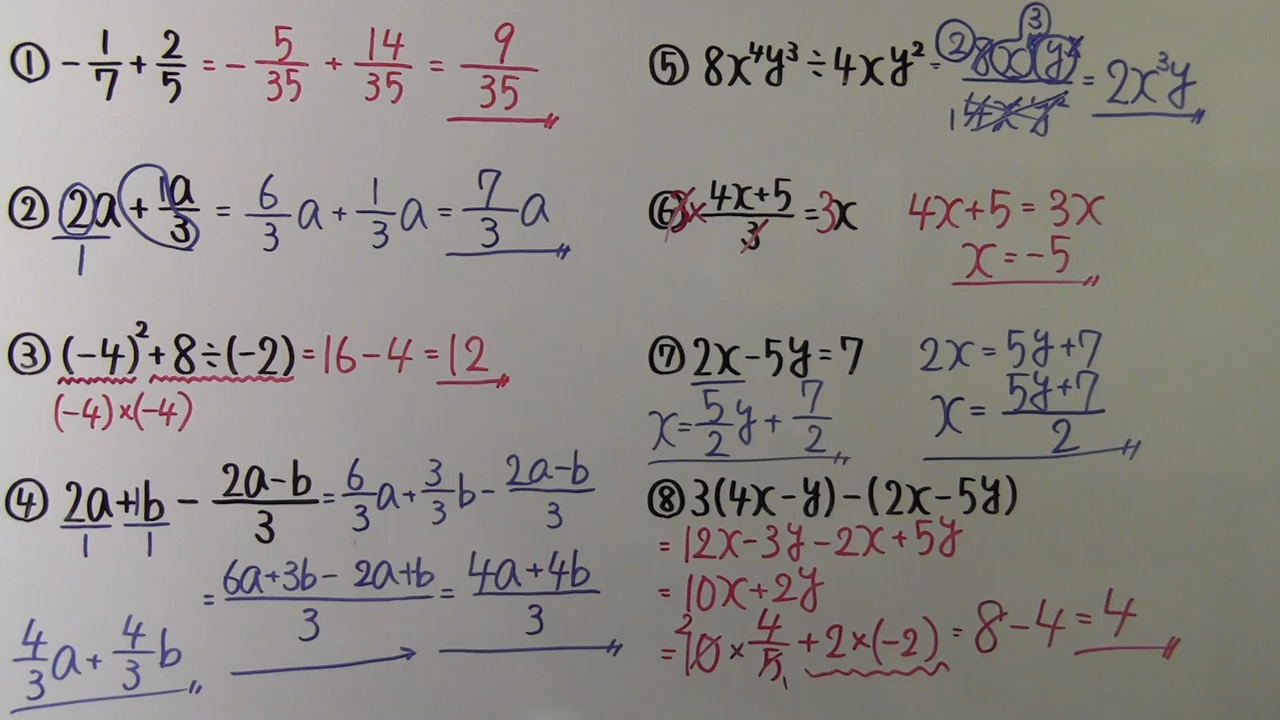 ① -1/7 + 2/5 = -5/35 + 14/35 = 9/35
② 2a/1 + 1a/3 = 6/3 a + 1/3 a = 7/3 a
③ (-4)² + 8 ÷ (-2) = 16 - 4 = 12
(-4) × (-4)
④ 2a/1 + 1b/1 - (2a-b)/3 = 6/3 a + 3/3 b - (2a-b)/3
= (6a+3b-2a+b)/3 = (4a+4b)/3
4/3 a + 4/3 b
⑤ 8x⁴y³ ÷ 4xy² = 8x³y/1 = 2x³y
⑥ 3 × (4x+5)/3 = 3x
4x+5 = 3x
x = -5
⑦ 2x - 5y = 7
2x = 5y+7
x = (5y+7)/2
x = 5/2 y + 7/2
⑧ 3(4x-y) - (2x-5y)
= 12x - 3y - 2x + 5y
= 10x + 2y
= 10 × 4/5 + 2 × (-2) = 8 - 4 = 4